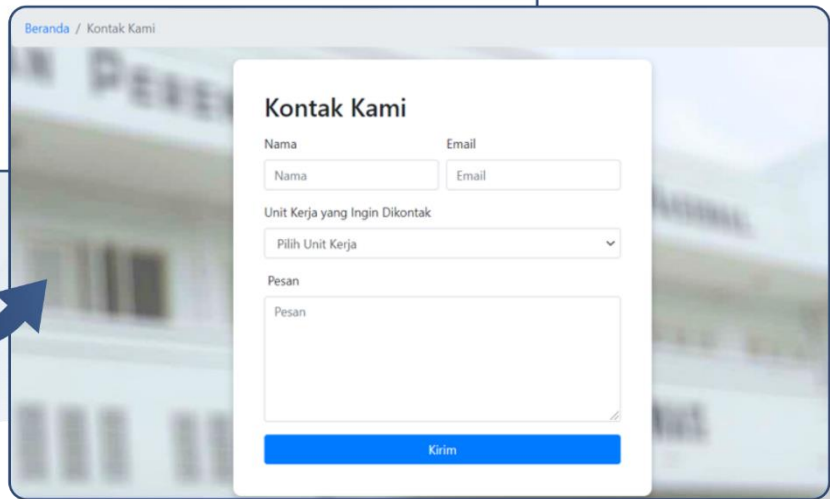 Beranda / Kontak Kami
Kontak Kami
Nama Email
Nama Email
Unit Kerja yang Ingin Dikontak
Pilih Unit Kerja
Pesan
Pesan
Kirim